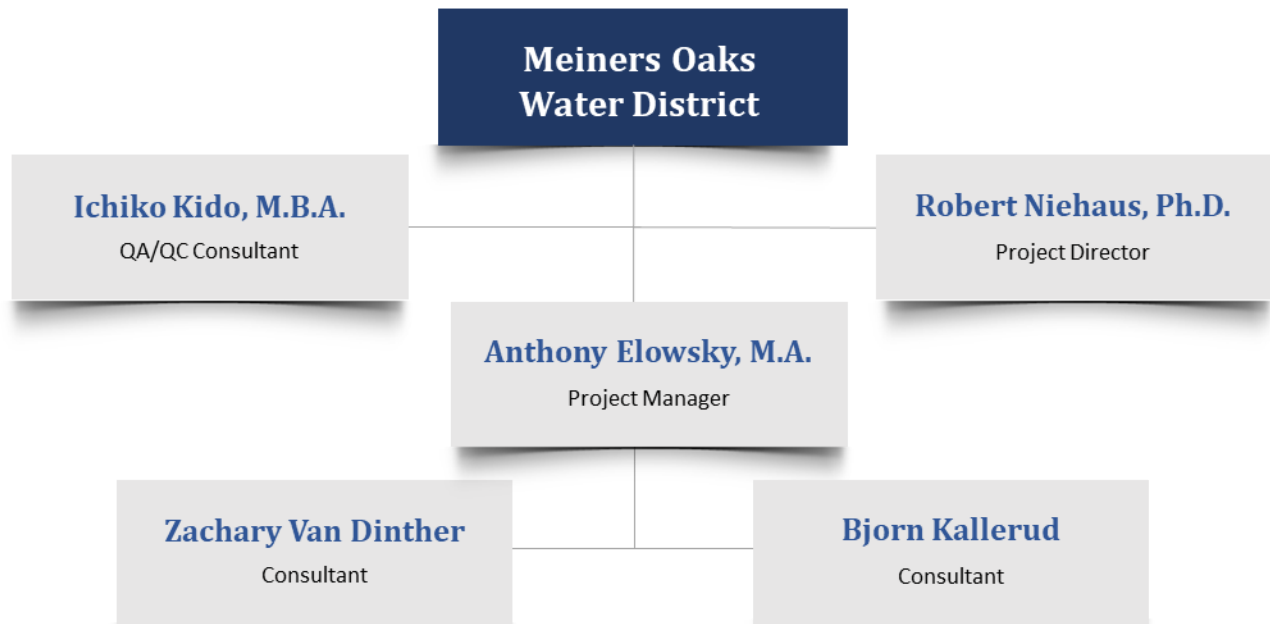 Meiners Oaks
Water District
Ichiko Kido, M.B.A.
QA/QC Consultant
Robert Niehaus, Ph.D.
Project Director
Anthony Elowsky, M.A.
Project Manager
Zachary Van Dinther
Consultant
Bjorn Kallerud
Consultant